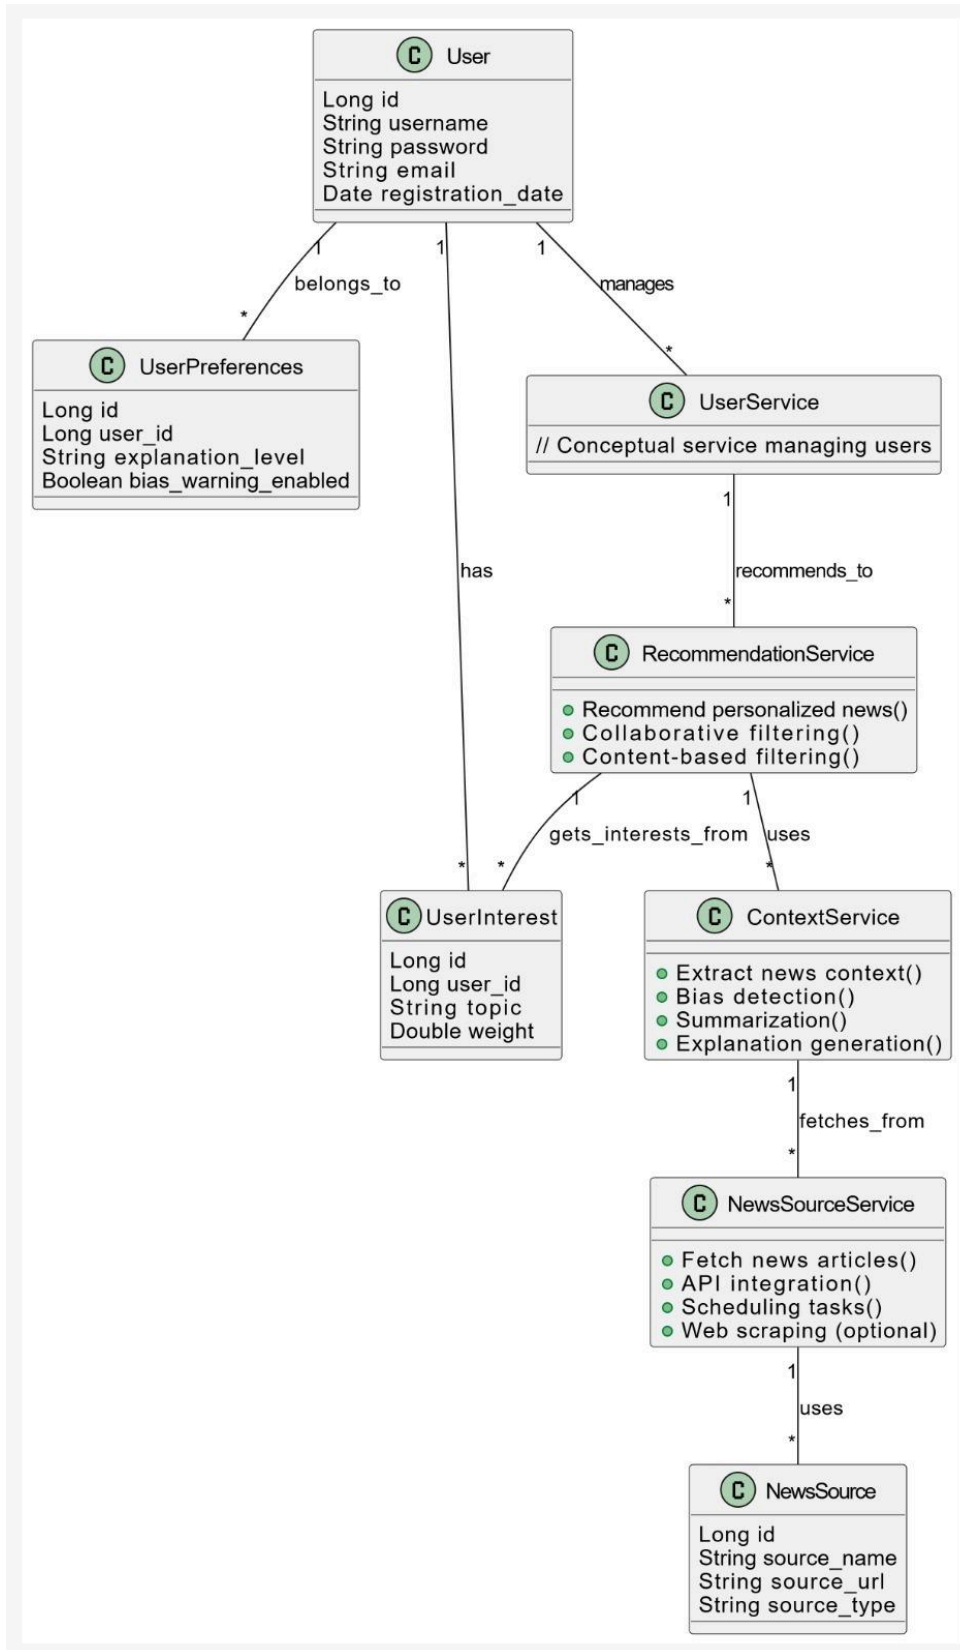 C User
Long id
String username
String password
String email
Date registration_date
1
1
1
belongs_to
manages
*
*
C UserPreferences
Long id
Long user_id
String explanation_level
Boolean bias_warning_enabled
C UserService
// Conceptual service managing users
1
has
recommends_to
*
C RecommendationService
Recommend personalized news()
Collaborative filtering()
Content-based filtering()
1
1
gets_interests_from
uses
*
*
*
C UserInterest
Long id
Long user_id
String topic
Double weight
C ContextService
Extract news context()
Bias detection()
Summarization()
Explanation generation()
1
fetches_from
*
C NewsSourceService
Fetch news articles()
API integration()
Scheduling tasks()
Web scraping (optional)
1
uses
*
C NewsSource
Long id
String source_name
String source_url
String source_type